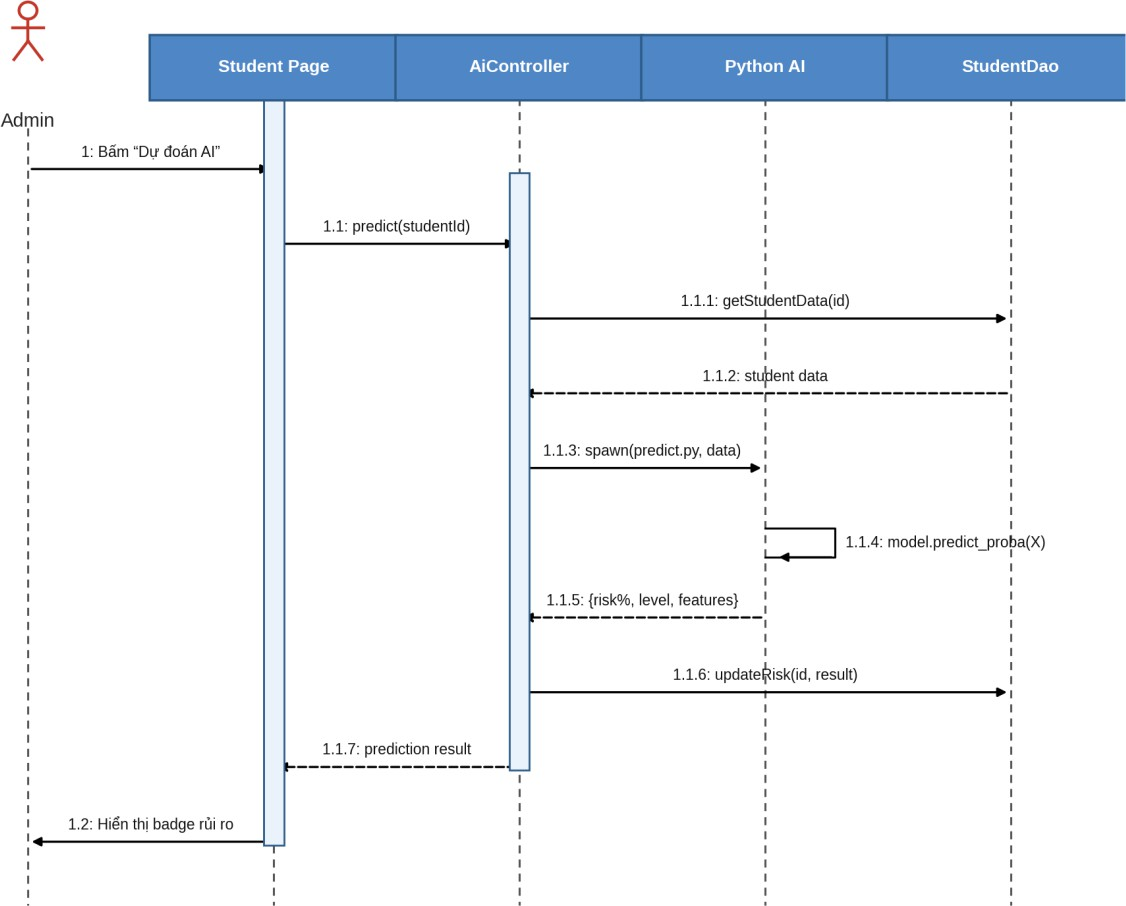 Student Page
AiController
Python AI
StudentDao
Admin
1: Bấm “Dự đoán AI”
1.1: predict(studentId)
1.1.1: getStudentData(id)
1.1.2: student data
1.1.3: spawn(predict.py, data)
1.1.4: model.predict_proba(X)
1.1.5: {risk%, level, features}
1.1.6: updateRisk(id, result)
1.1.7: prediction result
1.2: Hiển thị badge rủi ro